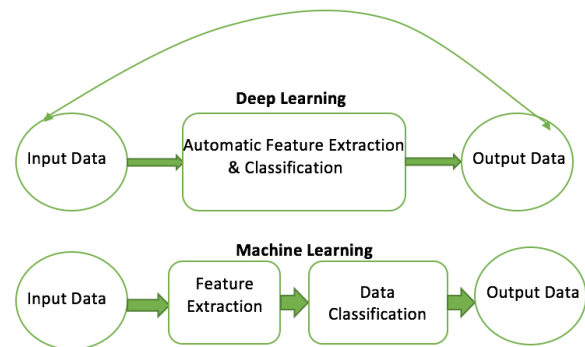 Deep Learning
Input Data
Automatic Feature Extraction
& Classification
Output Data
Machine Learning
Input Data
Feature
Extraction
Data
Classification
Output Data